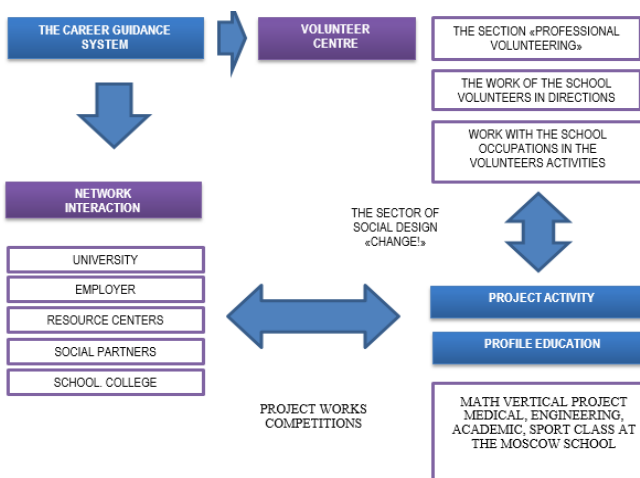 THE CAREER GUIDANCE
SYSTEM
VOLUNTEER
CENTRE
THE SECTION «PROFESSIONAL
VOLUNTEERING»
THE WORK OF THE SCHOOL
VOLUNTEERS IN DIRECTIONS
WORK WITH THE SCHOOL
OCCUPATIONS IN THE
VOLUNTEERS ACTIVITIES
NETWORK
INTERACTION
THE SECTOR OF
SOCIAL DESIGN
«CHANGE!»
UNIVERSITY
EMPLOYER
RESOURCE CENTERS
SOCIAL PARTNERS
SCHOOL. COLLEGE
PROJECT ACTIVITY
PROFILE EDUCATION
PROJECT WORKS
COMPETITIONS
MATH VERTICAL PROJECT
MEDICAL, ENGINEERING,
ACADEMIC, SPORT CLASS AT
THE MOSCOW SCHOOL